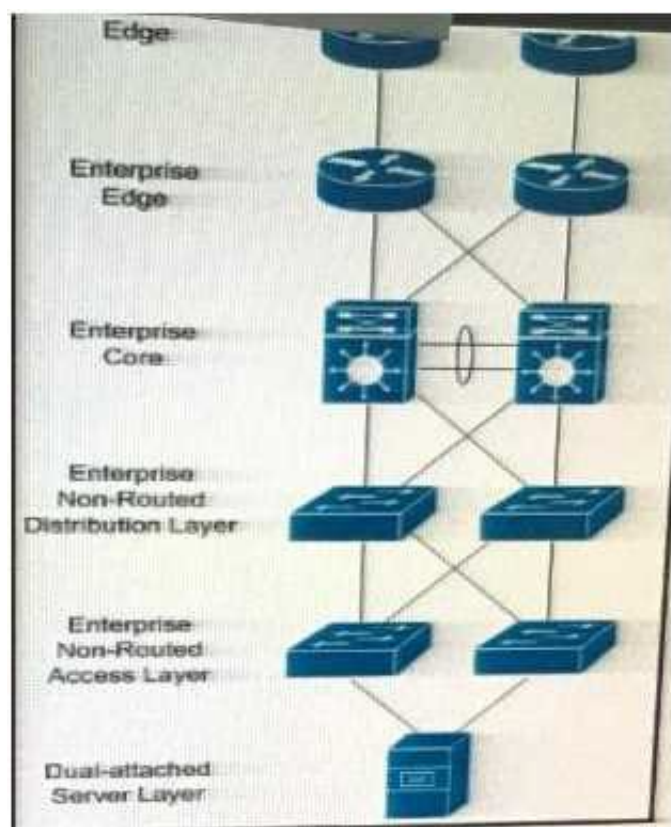 Edge
Enterprise
Edge
Enterprise
Core
Enterprise
Non-Routed
Distribution Layer
Enterprise
Non-Routed
Access Layer
Dual-attached
Server Layer